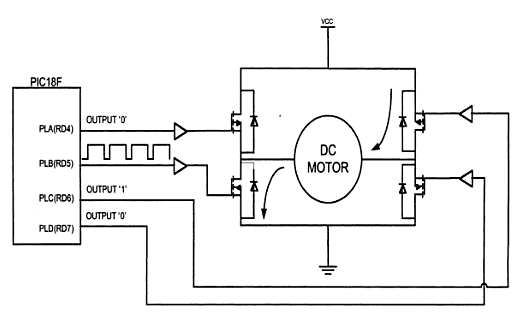 VCC
PIC18F
OUTPUT '0'
PLA(RD4)
PLB(RD5)
OUTPUT '1'
PLC(RD6)
OUTPUT '0'
PLD(RD7)
DC
MOTOR